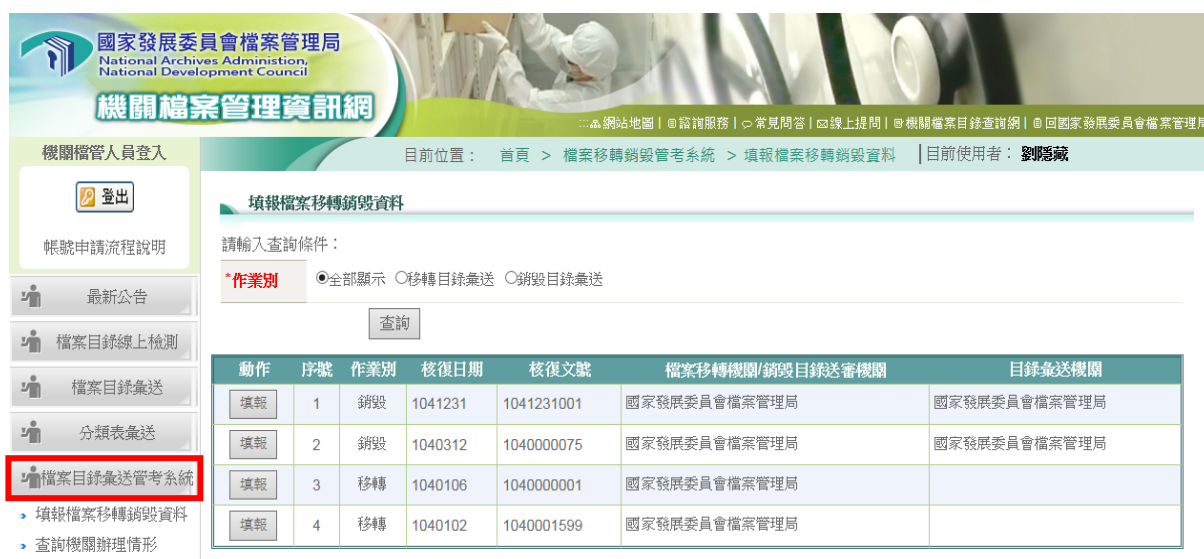 國家發展委員會檔案管理局
National Archives Administion,
National Development Council
機關檔案管理資訊網
:::網站地圖 | 諮詢服務 | 常見問答 | 線上提問 | 機關檔案目錄查詢網 | 回國家發展委員會檔案管理局
機關檔管人員登入
目前位置： 首頁 > 檔案移轉銷毀管考系統 > 填報檔案移轉銷毀資料 | 目前使用者： 劉隱藏
登出
帳號申請流程說明
最新公告
檔案目錄線上檢測
檔案目錄彙送
分類表彙送
檔案目錄彙送管考系統
填報檔案移轉銷毀資料
查詢機關辦理情形
填報檔案移轉銷毀資料
請輸入查詢條件：
*作業別 全部顯示 移轉目錄彙送 銷毀目錄彙送
查詢
動作 序號 作業別 核復日期 核復文號 檔案移轉機關/銷毀目錄送審機關 目錄彙送機關
填報 1 銷毀 1041231 1041231001 國家發展委員會檔案管理局 國家發展委員會檔案管理局
填報 2 銷毀 1040312 1040000075 國家發展委員會檔案管理局 國家發展委員會檔案管理局
填報 3 移轉 1040106 1040000001 國家發展委員會檔案管理局
填報 4 移轉 1040102 1040001599 國家發展委員會檔案管理局